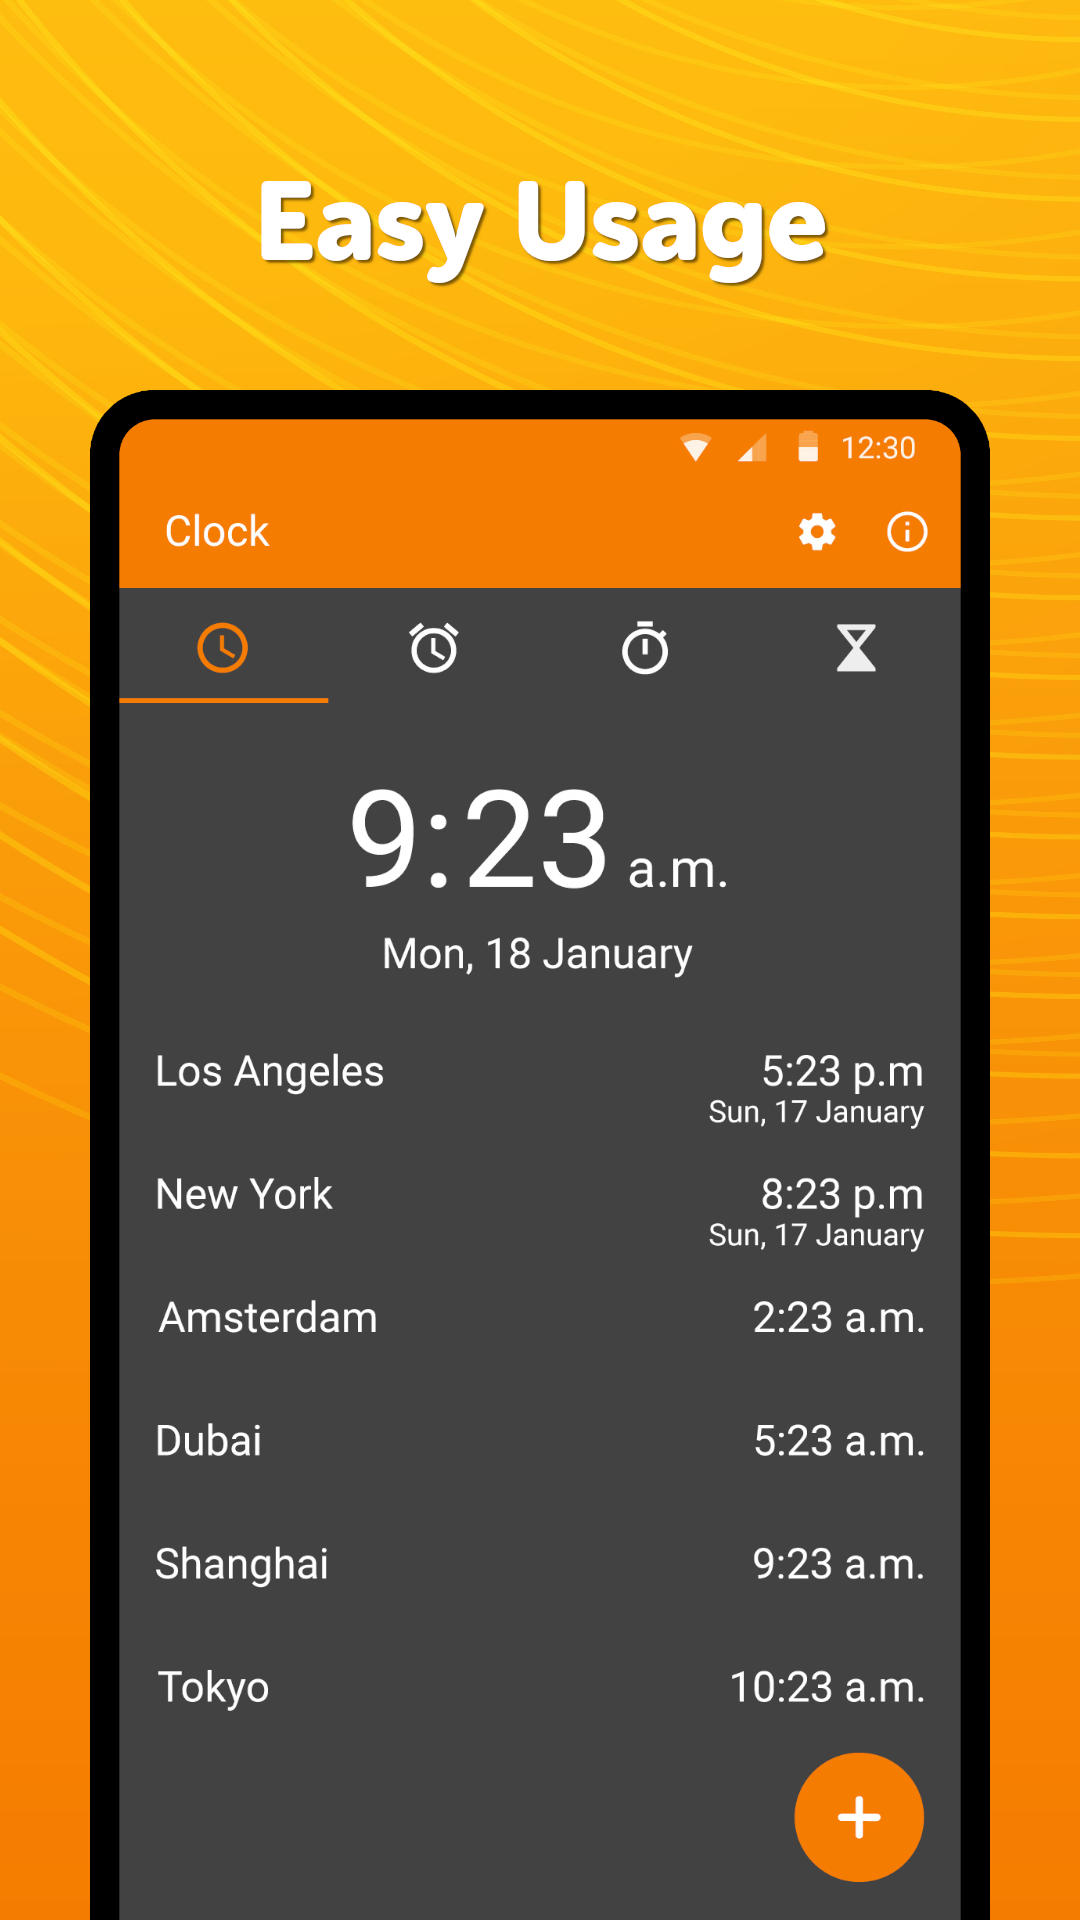 Easy Usage
12:30
Clock
9:23 a.m.
Mon, 18 January
Los Angeles 5:23 p.m
Sun, 17 January
New York 8:23 p.m
Sun, 17 January
Amsterdam 2:23 a.m.
Dubai 5:23 a.m.
Shanghai 9:23 a.m.
Tokyo 10:23 a.m.